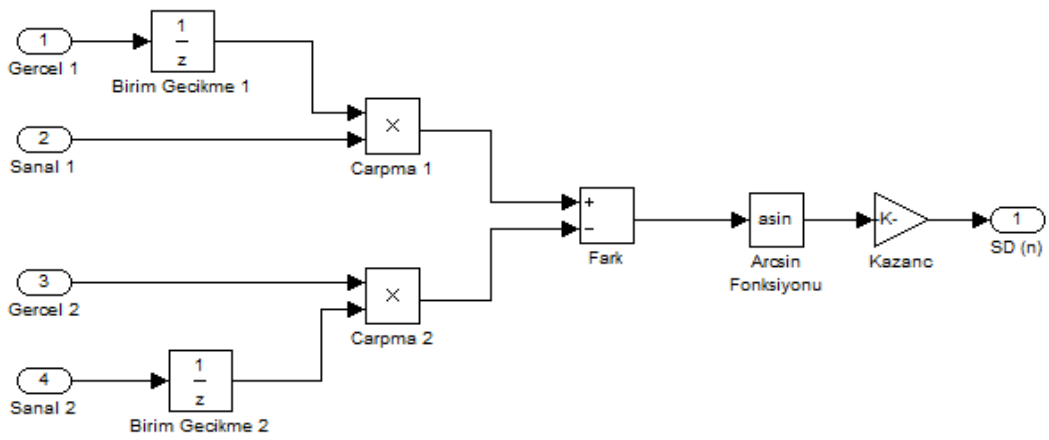 1
Gercel 1
1
z
Birim Gecikme 1
2
Sanal 1
×
Carpma 1
3
Gercel 2
×
Carpma 2
4
Sanal 2
1
z
Birim Gecikme 2
+
−
Fark
asin
Arcsin
Fonksiyonu
-K-
Kazanc
1
SD (n)